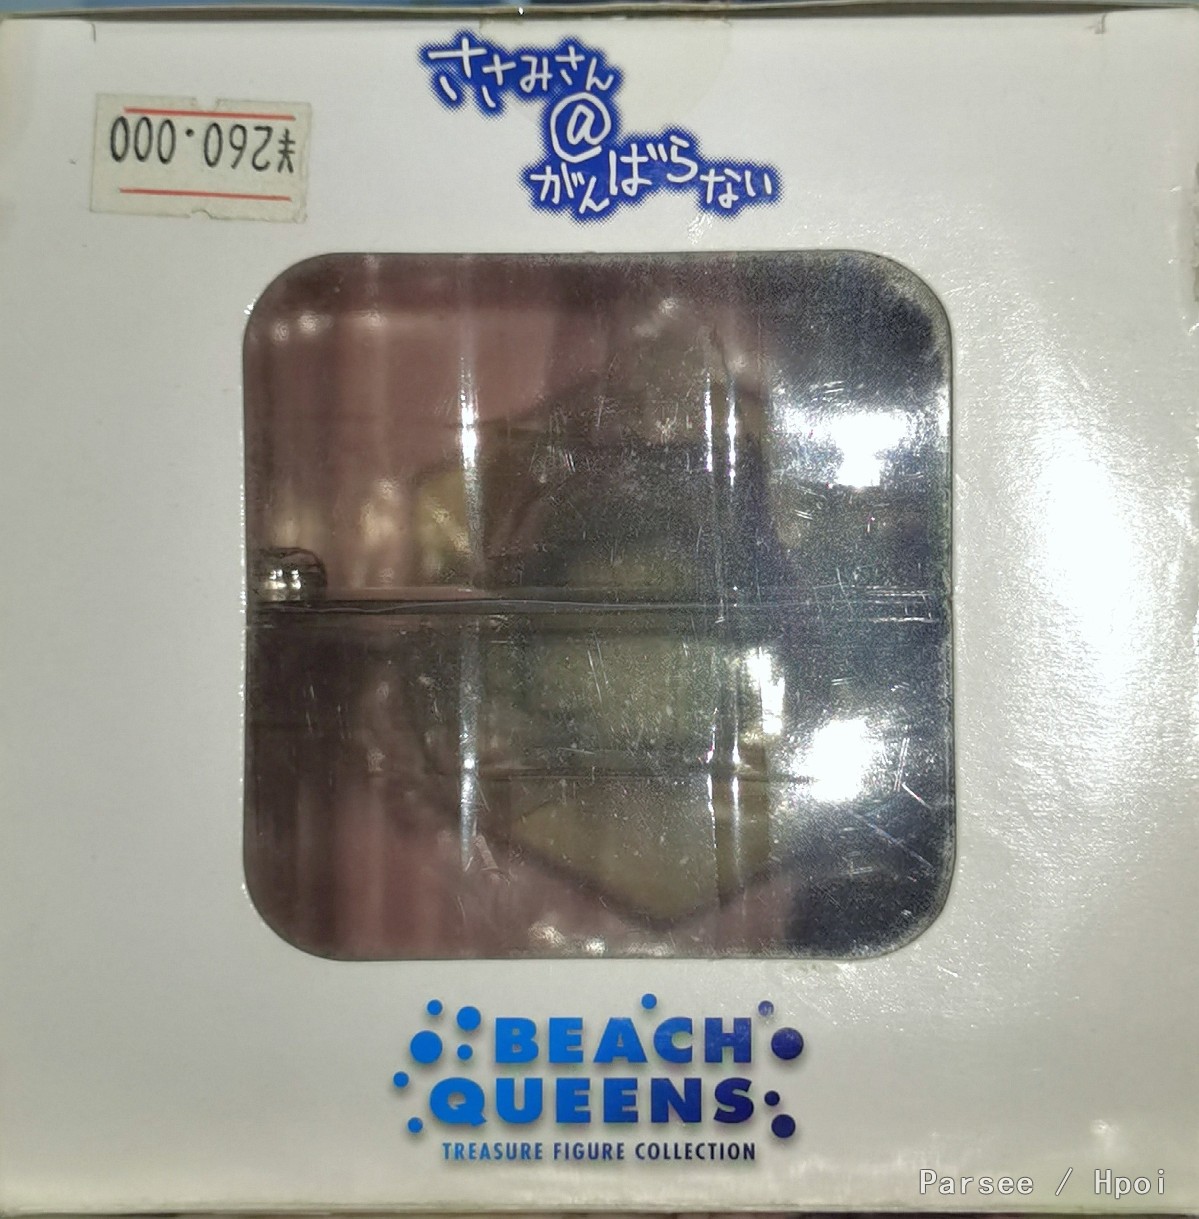 ささみさん
@
がんばらない
¥260.000
BEACH
QUEENS
TREASURE FIGURE COLLECTION
Parsee / Hpoi